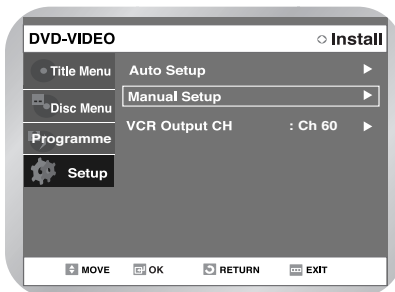 DVD-VIDEO Install
Title Menu
Disc Menu
Programme
Setup
Auto Setup ►
Manual Setup ►
VCR Output CH : Ch 60 ►
MOVE OK RETURN EXIT